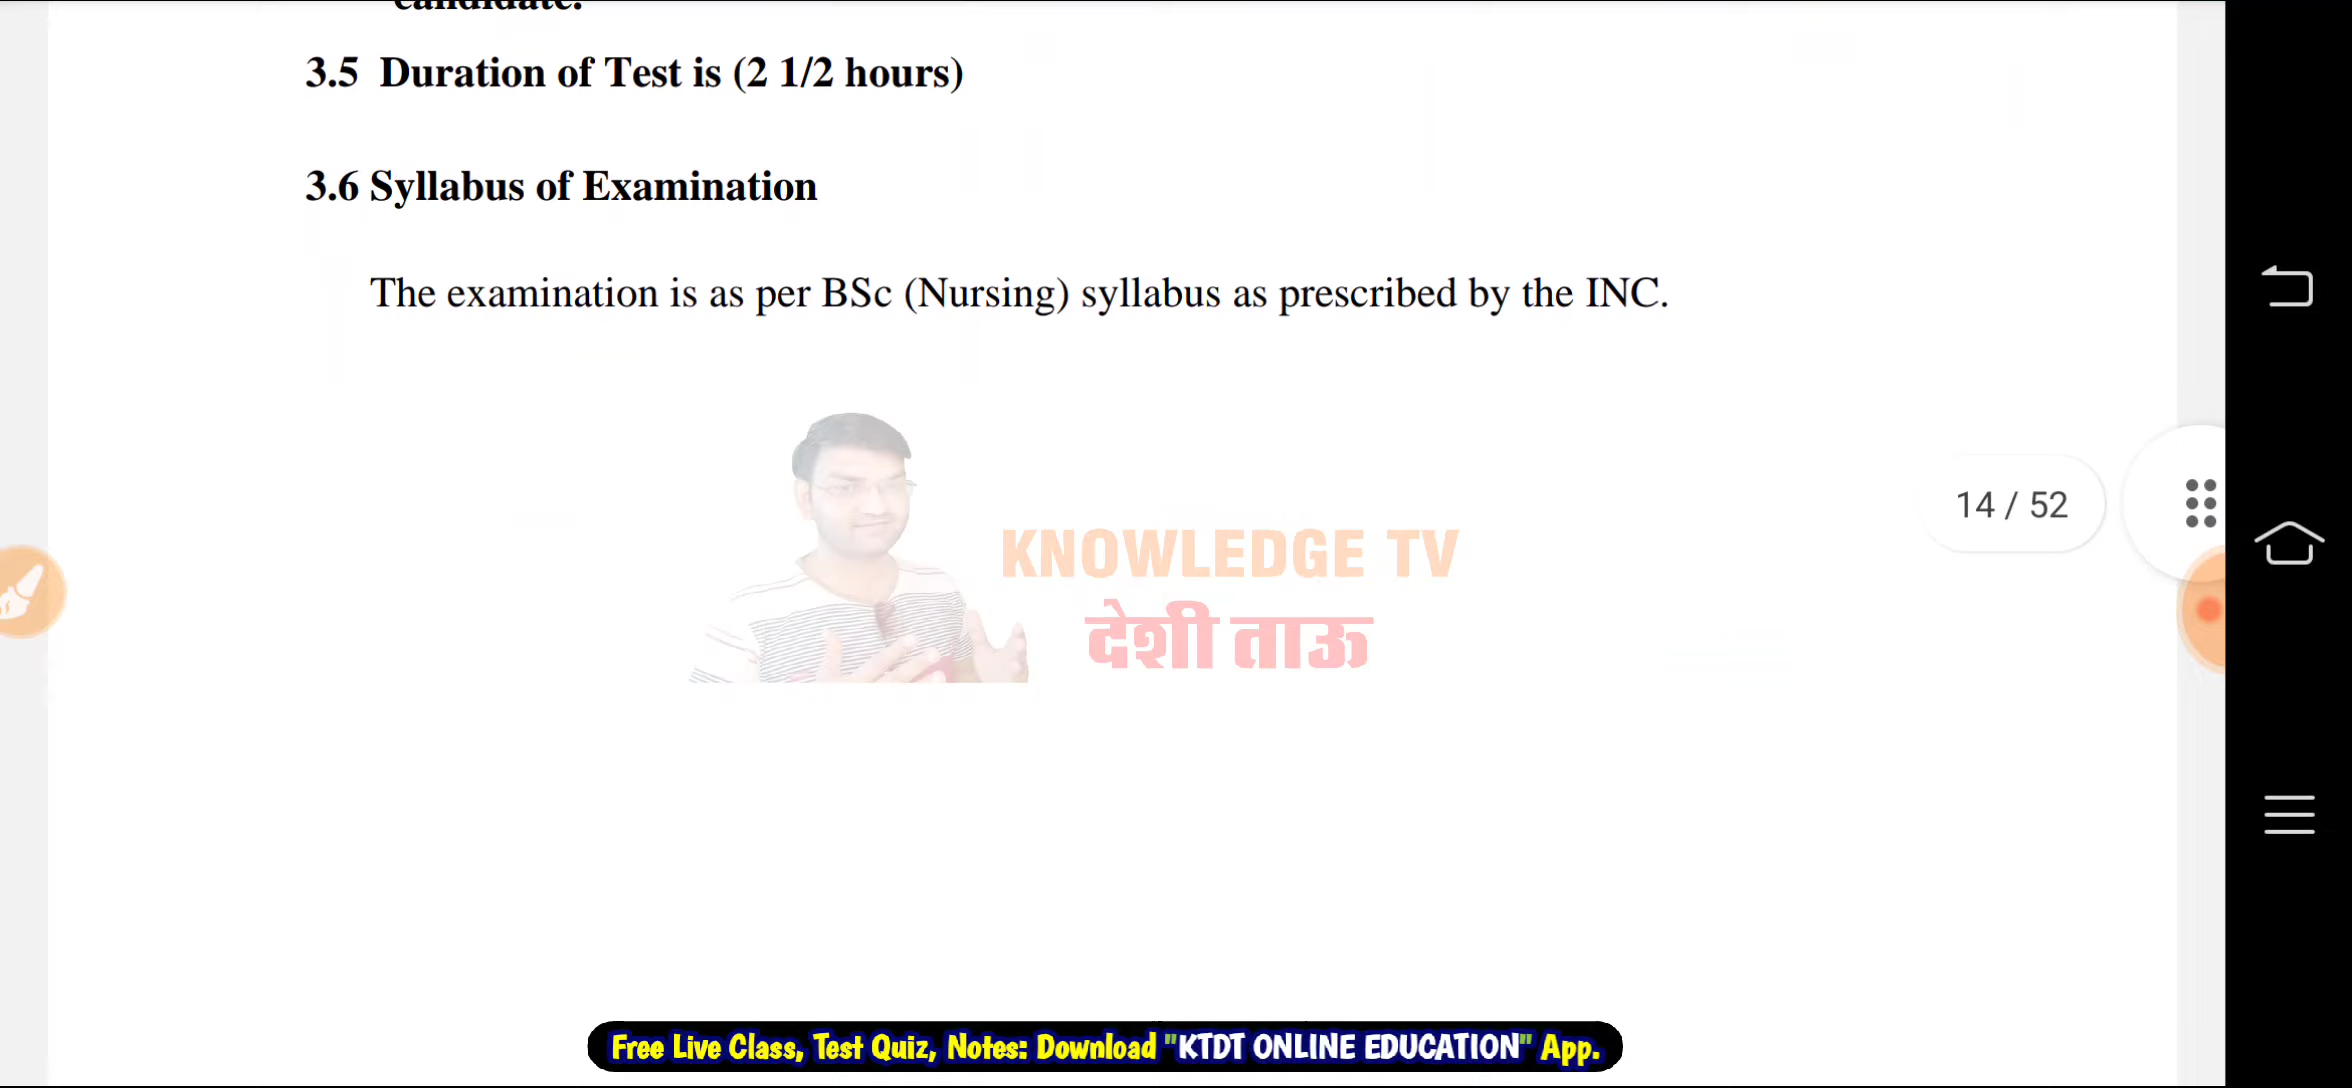 candidate.
3.5 Duration of Test is (2 1/2 hours)
3.6 Syllabus of Examination
The examination is as per BSc (Nursing) syllabus as prescribed by the INC.
KNOWLEDGE TV
देशी ताऊ
14 / 52
Free Live Class, Test Quiz, Notes: Download "KTDT ONLINE EDUCATION" App.